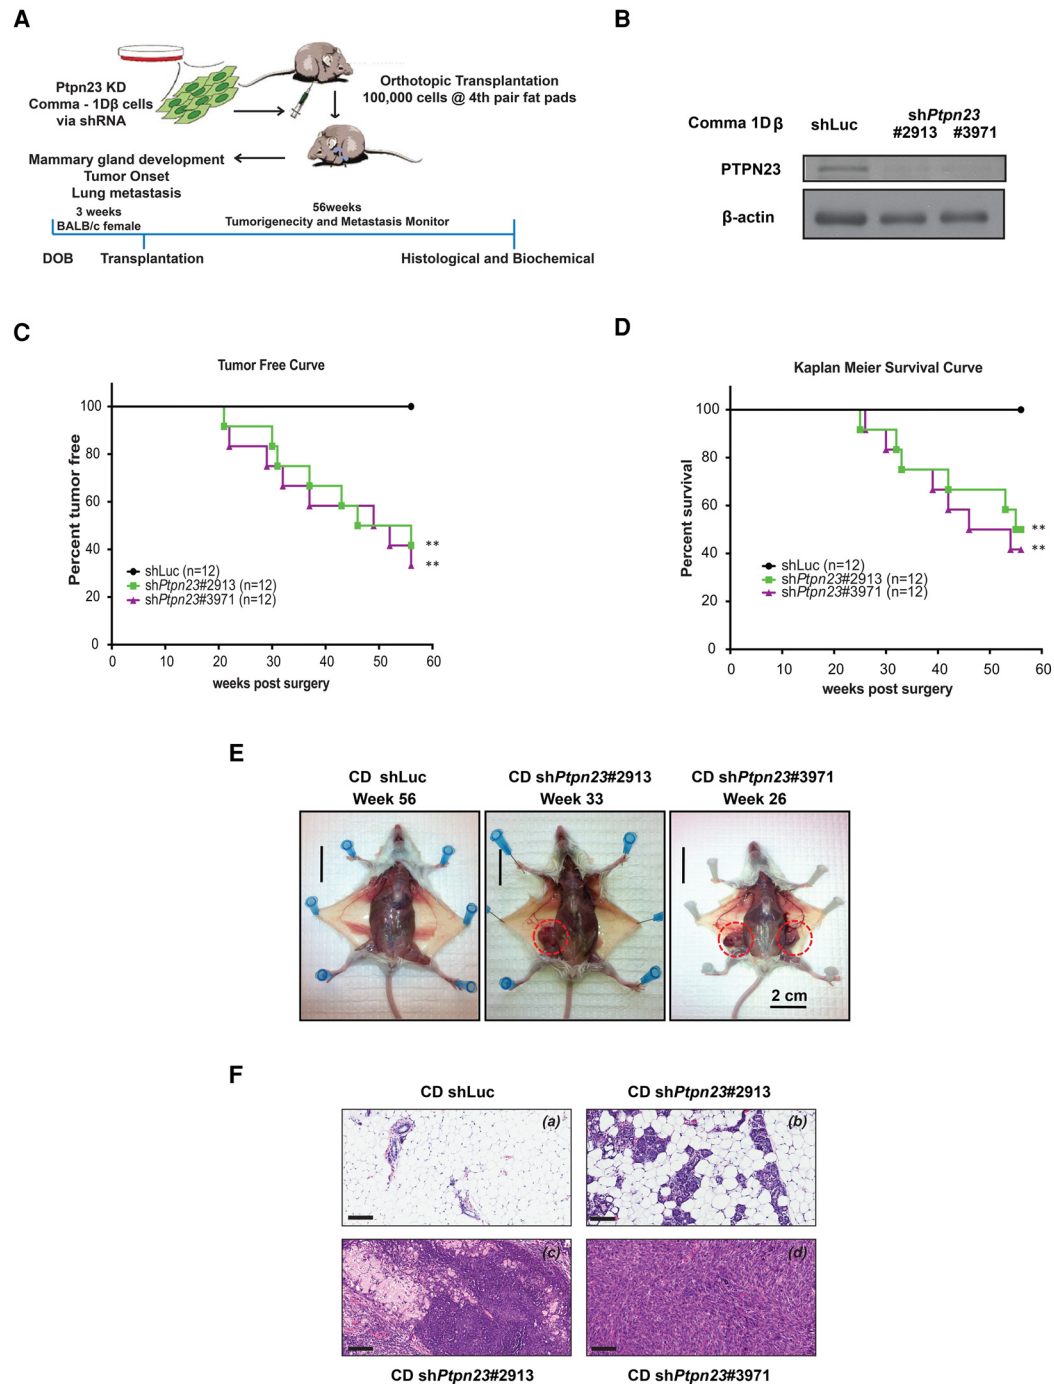 A
Ptpn23 KD
Comma - 1Dβ cells
via shRNA
Orthotopic Transplantation
100,000 cells @ 4th pair fat pads
Mammary gland development
Tumor Onset
Lung metastasis
3 weeks
BALB/c female
56weeks
Tumorigenecity and Metastasis Monitor
DOB
Transplantation
Histological and Biochemical
B
Comma 1Dβ
shLuc
shPtpn23
#2913 #3971
PTPN23
β-actin
C
Tumor Free Curve
Percent tumor free
100
80
60
40
20
0
**
**
shLuc (n=12)
shPtpn23#2913 (n=12)
shPtpn23#3971 (n=12)
0 10 20 30 40 50 60
weeks post surgery
D
Kaplan Meier Survival Curve
Percent survival
100
80
60
40
20
0
**
**
shLuc (n=12)
shPtpn23#2913 (n=12)
shPtpn23#3971 (n=12)
0 10 20 30 40 50 60
weeks post surgery
E
CD shLuc
Week 56
CD shPtpn23#2913
Week 33
CD shPtpn23#3971
Week 26
2 cm
F
CD shLuc
CD shPtpn23#2913
(a)
(b)
(c)
(d)
CD shPtpn23#2913
CD shPtpn23#3971